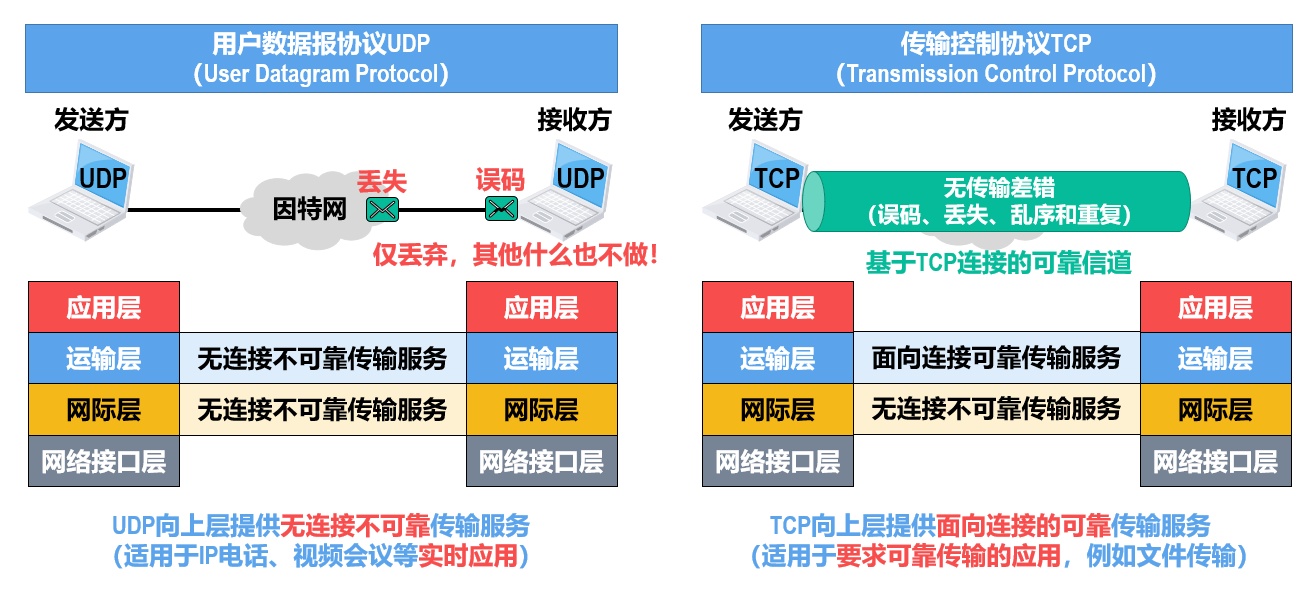 用户数据报协议UDP
（User Datagram Protocol）
发送方
接收方
UDP
因特网
丢失
误码
UDP
仅丢弃，其他什么也不做！
应用层
应用层
运输层
无连接不可靠传输服务
运输层
网际层
无连接不可靠传输服务
网际层
网络接口层
网络接口层
UDP向上层提供无连接不可靠传输服务
（适用于IP电话、视频会议等实时应用）
传输控制协议TCP
（Transmission Control Protocol）
发送方
接收方
TCP
无传输差错
（误码、丢失、乱序和重复）
TCP
基于TCP连接的可靠信道
应用层
应用层
运输层
面向连接可靠传输服务
运输层
网际层
无连接不可靠传输服务
网际层
网络接口层
网络接口层
TCP向上层提供面向连接的可靠传输服务
（适用于要求可靠传输的应用，例如文件传输）